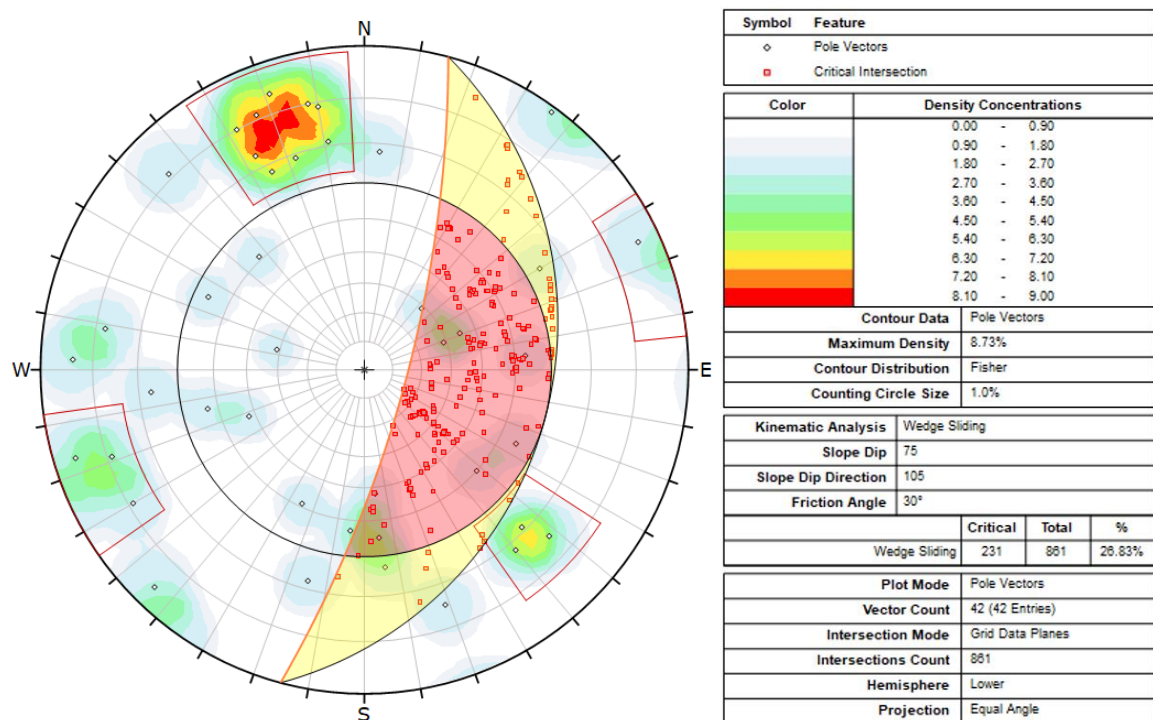 N
W
E
S
Symbol Feature
Pole Vectors
Critical Intersection
Color Density Concentrations
0.00 - 0.90
0.90 - 1.80
1.80 - 2.70
2.70 - 3.60
3.60 - 4.50
4.50 - 5.40
5.40 - 6.30
6.30 - 7.20
7.20 - 8.10
8.10 - 9.00
Contour Data Pole Vectors
Maximum Density 8.73%
Contour Distribution Fisher
Counting Circle Size 1.0%
Kinematic Analysis Wedge Sliding
Slope Dip 75
Slope Dip Direction 105
Friction Angle 30°
Critical Total %
Wedge Sliding 231 861 26.83%
Plot Mode Pole Vectors
Vector Count 42 (42 Entries)
Intersection Mode Grid Data Planes
Intersections Count 861
Hemisphere Lower
Projection Equal Angle